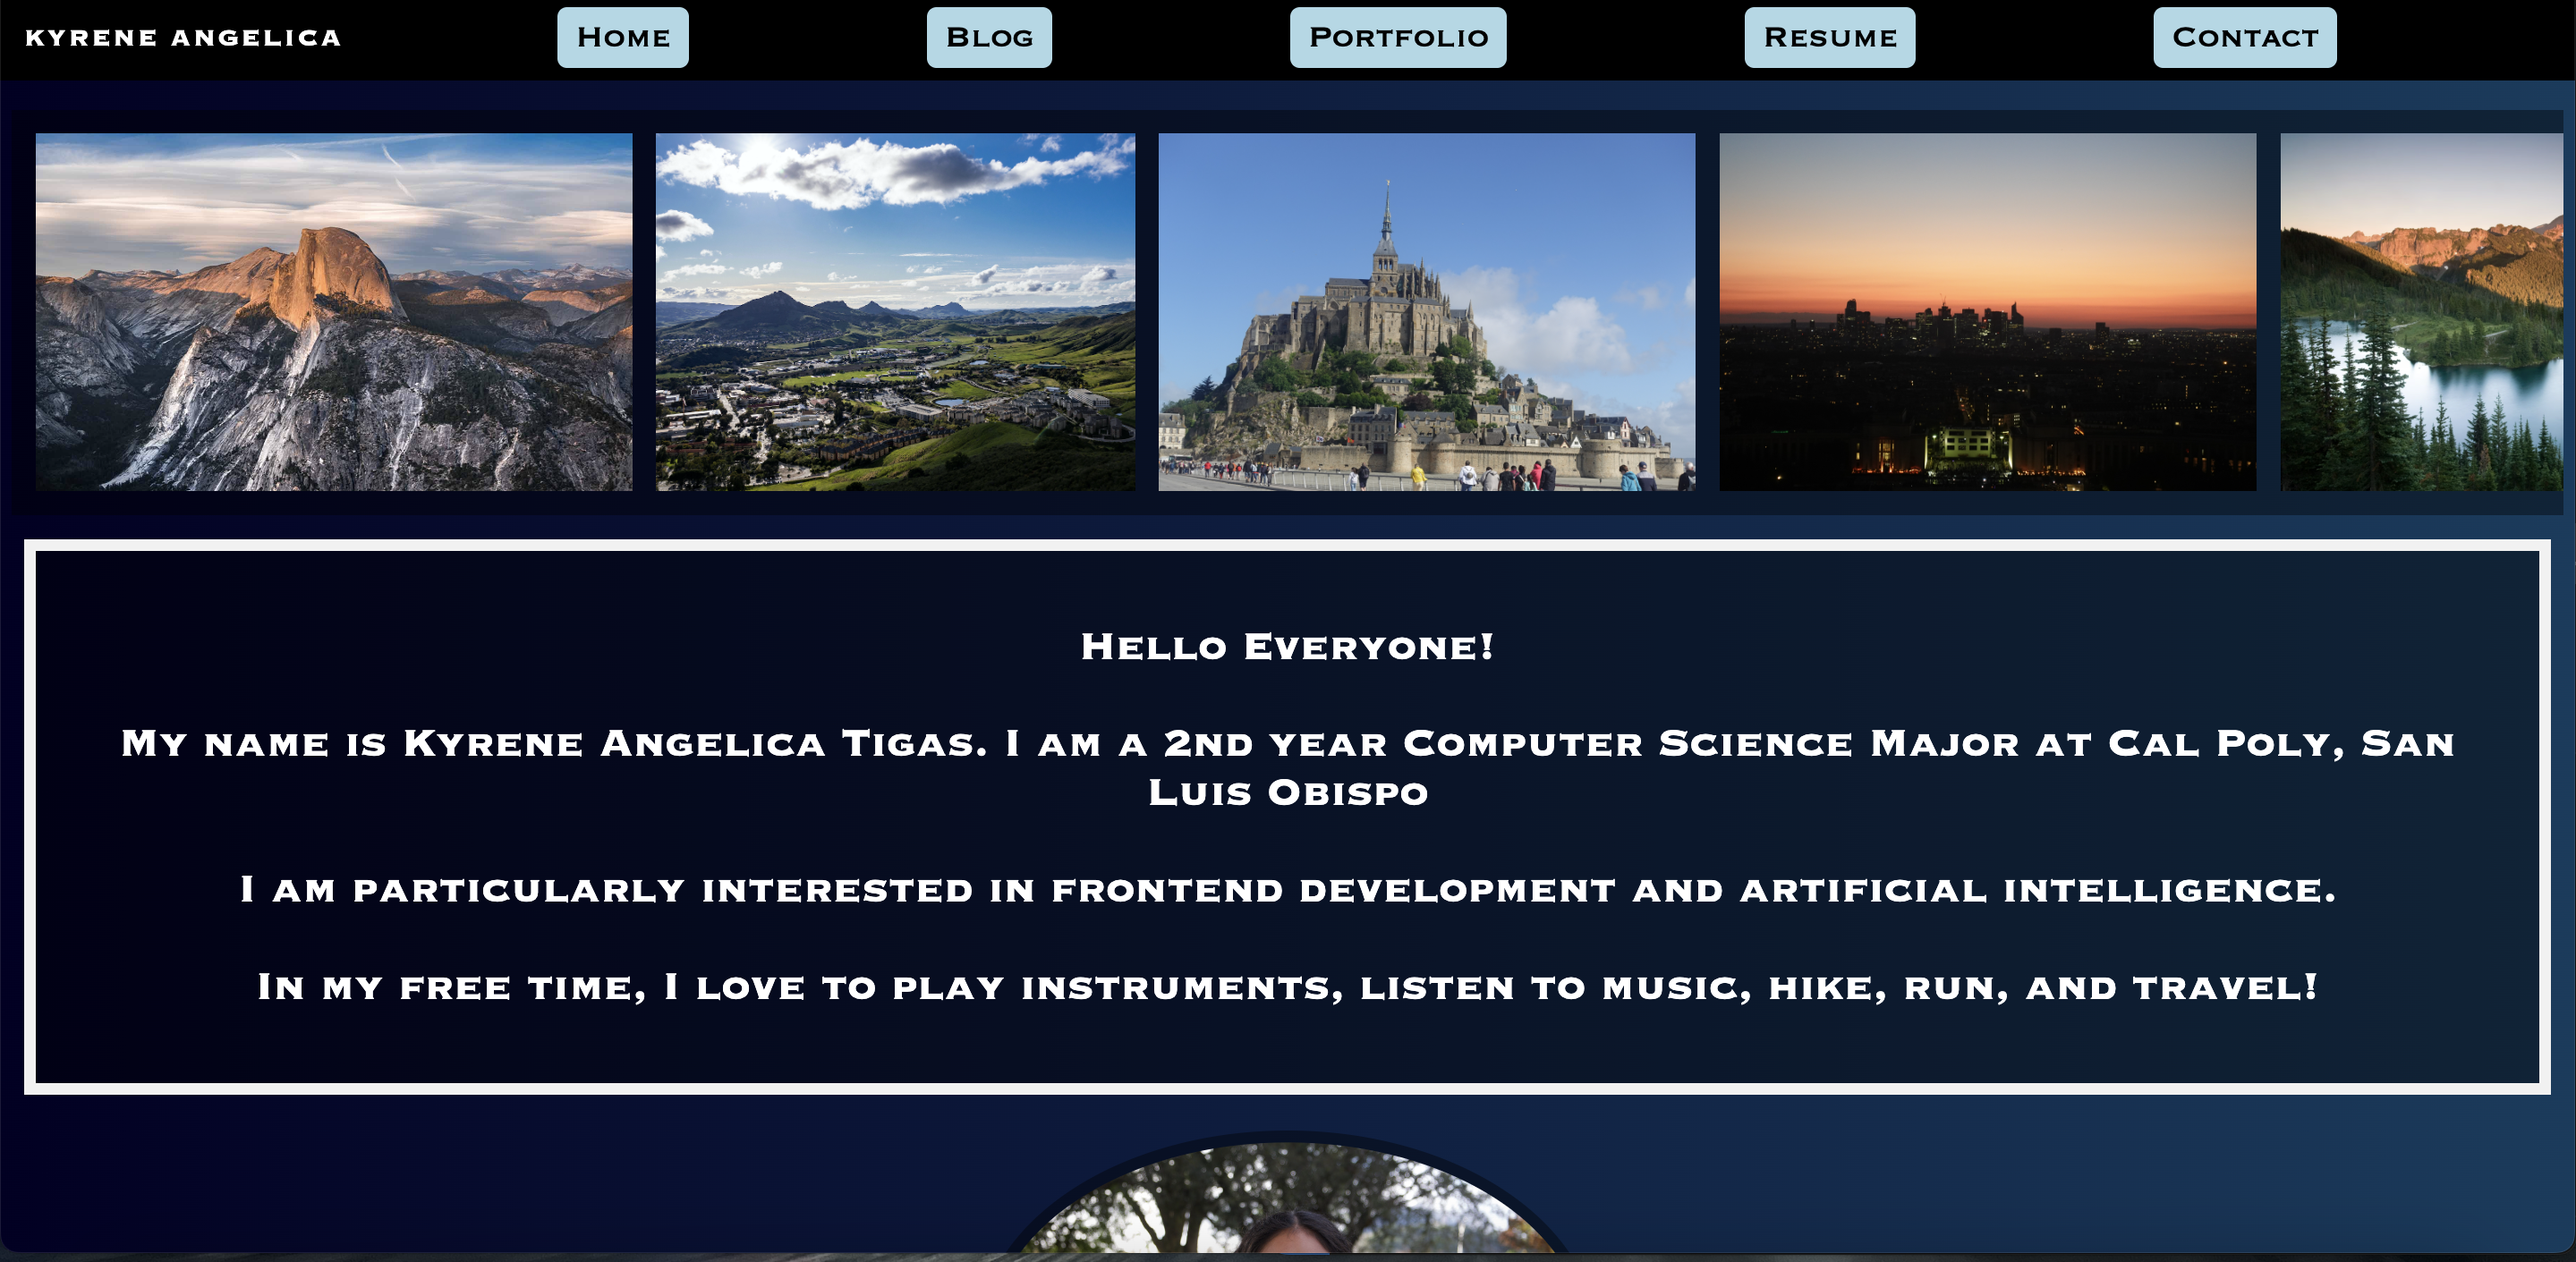 KYRENE ANGELICA
Home
Blog
Portfolio
Resume
Contact
Hello Everyone!
My name is Kyrene Angelica Tigas. I am a 2nd year Computer Science Major at Cal Poly, San
Luis Obispo
I am particularly interested in frontend development and artificial intelligence.
In my free time, I love to play instruments, listen to music, hike, run, and travel!